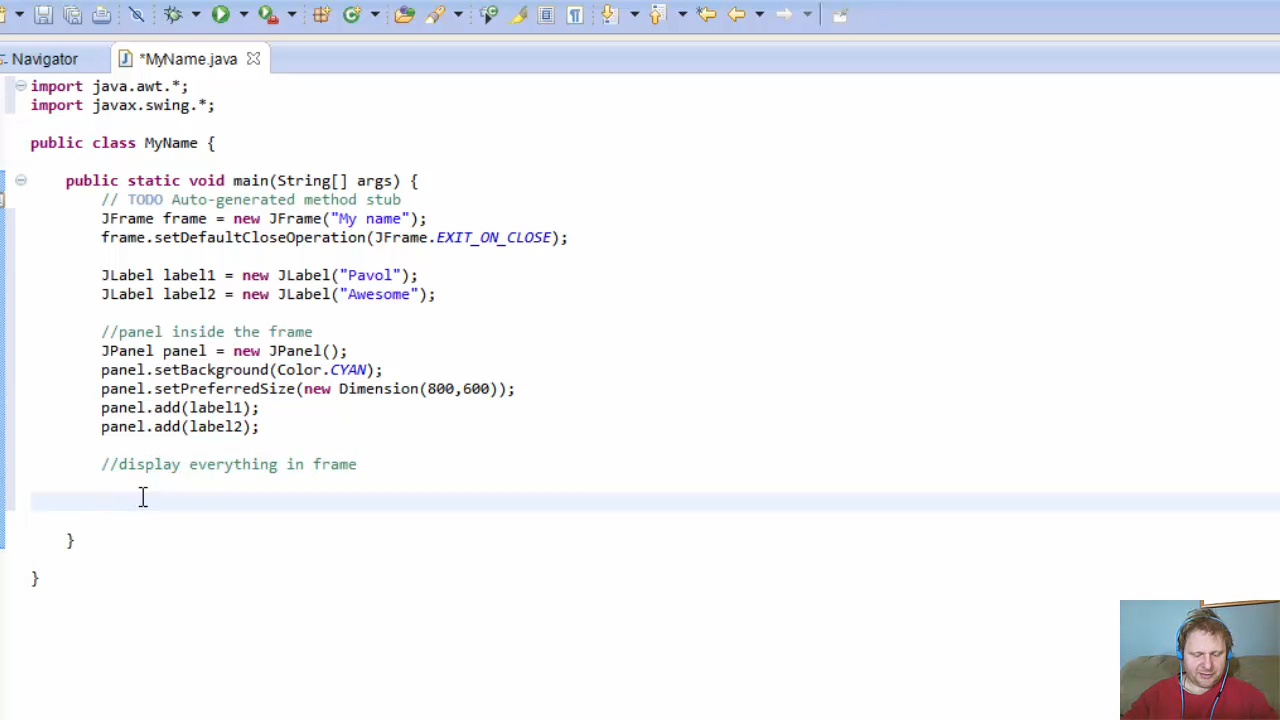 Navigator
*MyName.java
import java.awt.*;
import javax.swing.*;
public class MyName {
public static void main(String[] args) {
// TODO Auto-generated method stub
JFrame frame = new JFrame("My name");
frame.setDefaultCloseOperation(JFrame.EXIT_ON_CLOSE);
JLabel label1 = new JLabel("Pavol");
JLabel label2 = new JLabel("Awesome");
//panel inside the frame
JPanel panel = new JPanel();
panel.setBackground(Color.CYAN);
panel.setPreferredSize(new Dimension(800,600));
panel.add(label1);
panel.add(label2);
//display everything in frame
}
}